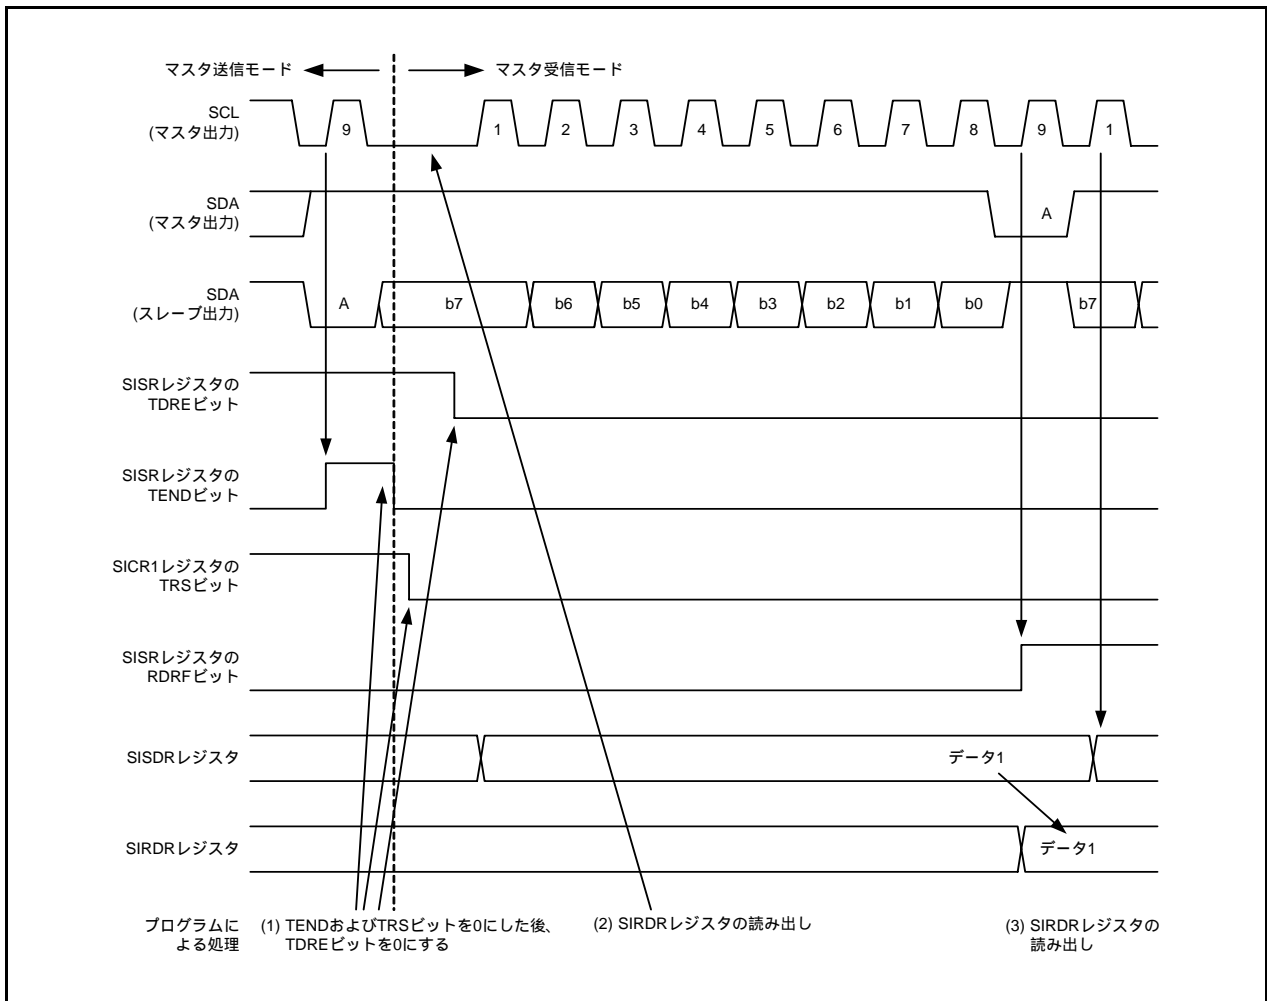 マスタ送信モード
マスタ受信モード
SCL
(マスタ出力)
9
1
2
3
4
5
6
7
8
9
1
SDA
(マスタ出力)
A
SDA
(スレーブ出力)
A
b7
b6
b5
b4
b3
b2
b1
b0
b7
SISRレジスタの
TDREビット
SISRレジスタの
TENDビット
SICR1レジスタの
TRSビット
SISRレジスタの
RDRFビット
SISDRレジスタ
データ1
SIRDRレジスタ
データ1
プログラムに
よる処理
(1) TENDおよびTRSビットを0にした後、
TDREビットを0にする
(2) SIRDRレジスタの読み出し
(3) SIRDRレジスタの
読み出し